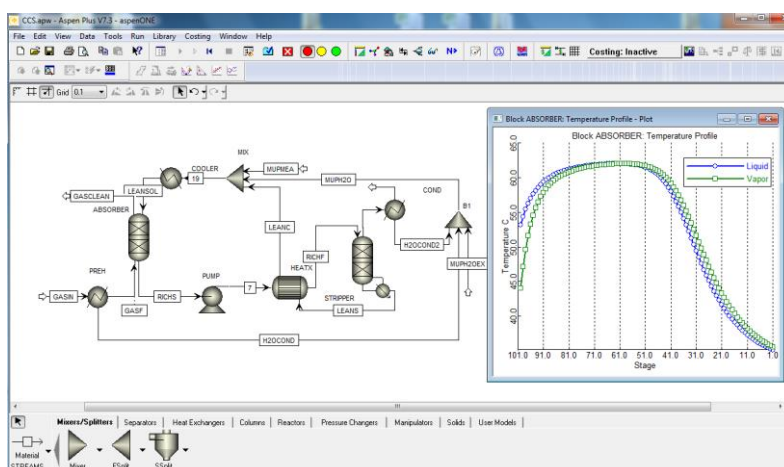 CCS.apw - Aspen Plus V7.3 - aspenONE
File Edit View Data Tools Run Library Costing Window Help
Costing: Inactive
Grid 0.1
MIX
COOLER
MUPMEA
19
GASCLEAN
LEANSOL
MUPH2O
COND
ABSORBER
B1
LEANC
RICHF
H2OCOND2
PREH
PUMP
HEATX
MUPH2OEX
7
GASIN
RICHS
STRIPPER
GASF
LEANS
H2OCOND
Block ABSORBER: Temperature Profile - Plot
Block ABSORBER: Temperature Profile
Liquid
Vapor
Temperature C
65.0
60.0
55.0
50.0
45.0
40.0
101.0 91.0 81.0 71.0 61.0 51.0 41.0 31.0 21.0 11.0 1.0
Stage
Mixers/Splitters Separators Heat Exchangers Columns Reactors Pressure Changers Manipulators Solids User Models
Material
STREAMS Mixer FSplit SSplit